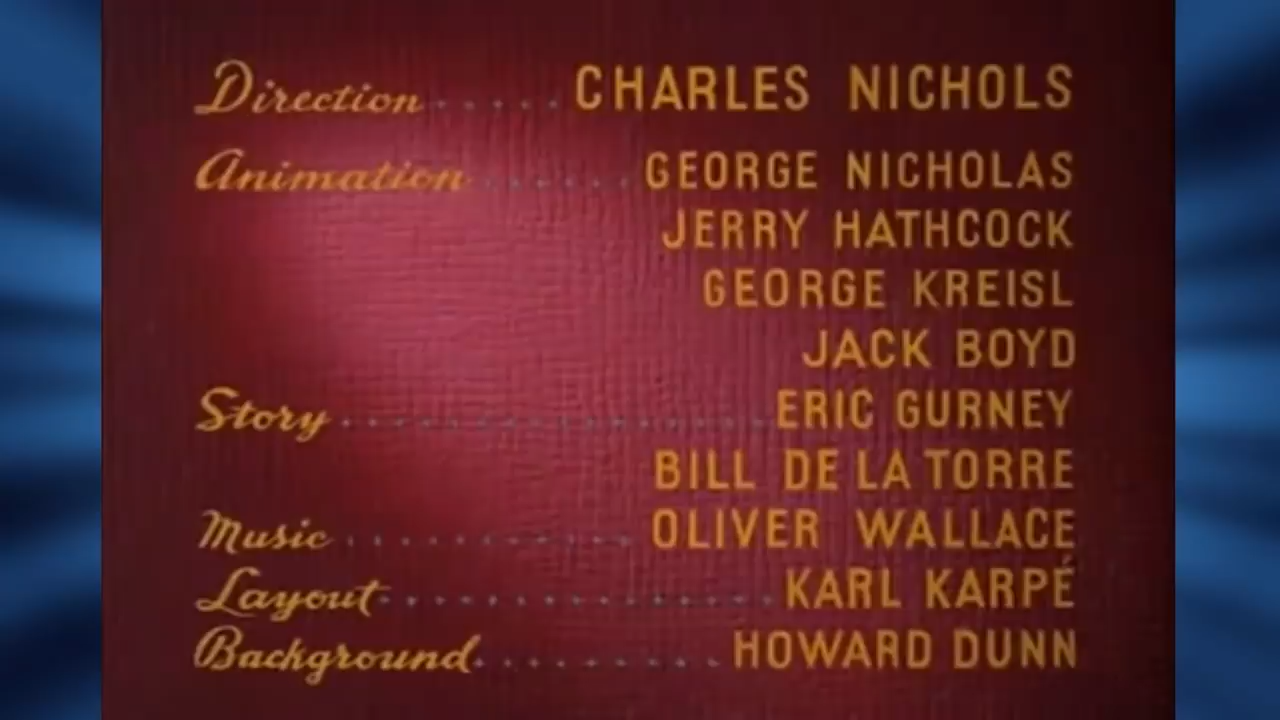 Direction.....CHARLES NICHOLS
Animation......GEORGE NICHOLAS
JERRY HATHCOCK
GEORGE KREISL
JACK BOYD
Story................ERIC GURNEY
BILL DE LA TORRE
Music...........OLIVER WALLACE
Layout...............KARL KARPÉ
Background.........HOWARD DUNN